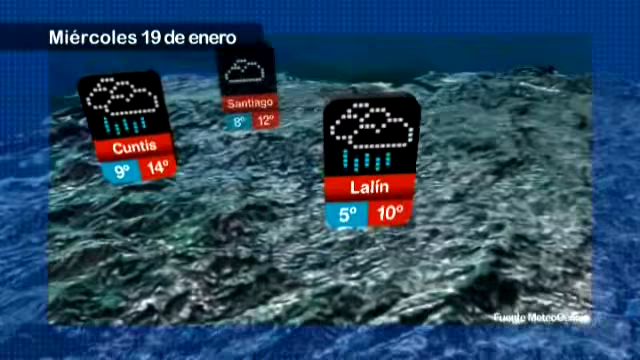 Miércoles 19 de enero
Santiago
8º 12º
Cuntis
9º 14º
Lalín
5º 10º
Fuente